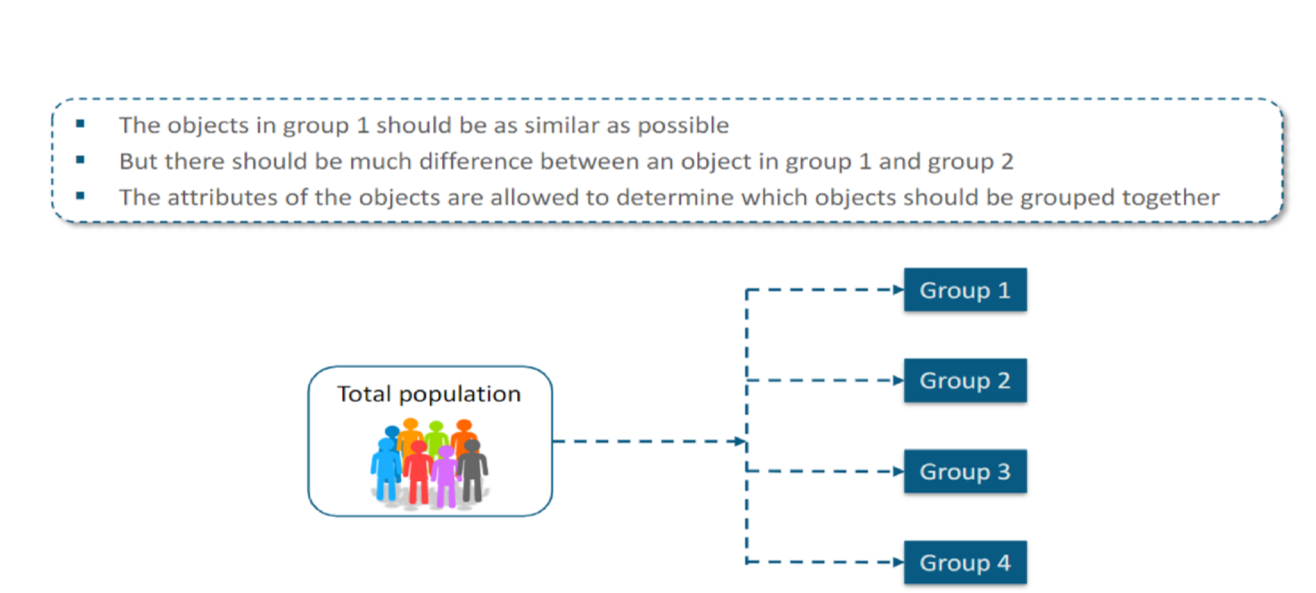 The objects in group 1 should be as similar as possible
But there should be much difference between an object in group 1 and group 2
The attributes of the objects are allowed to determine which objects should be grouped together
Group 1
Total population
Group 2
Group 3
Group 4